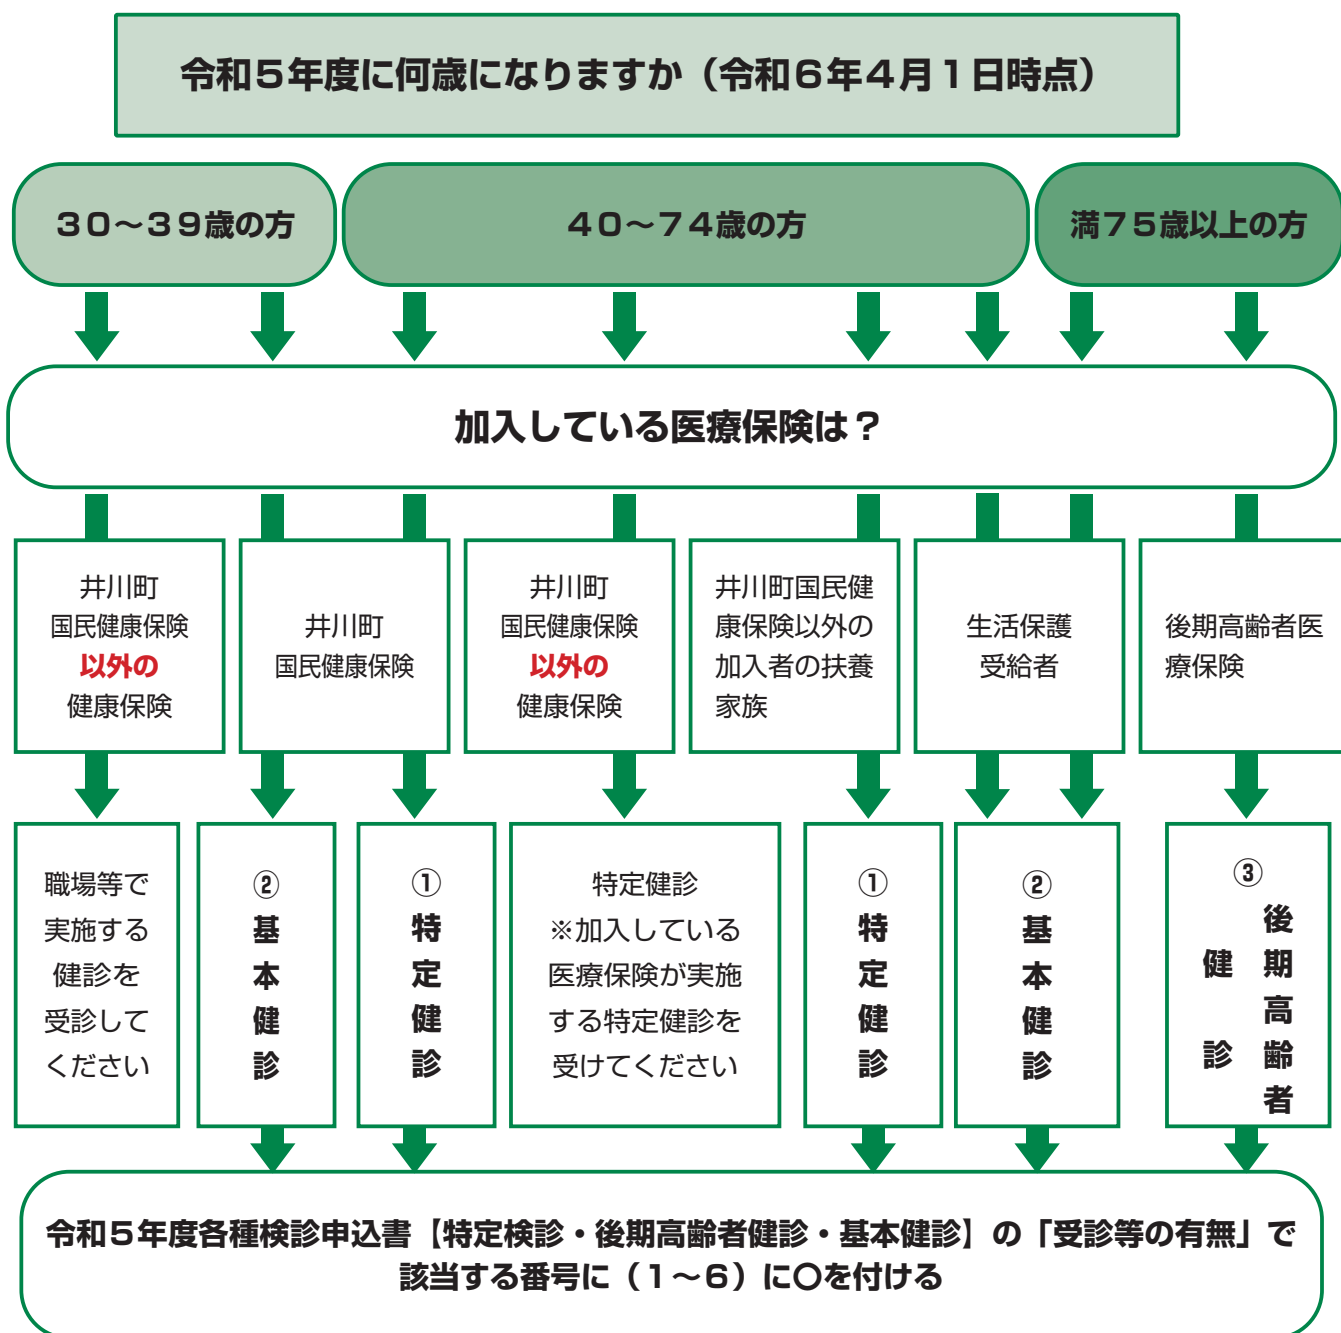 令和５年度に何歳になりますか（令和６年４月１日時点）
３０～３９歳の方
４０～７４歳の方
満７５歳以上の方
加入している医療保険は？
井川町
国民健康保険
以外の
健康保険
井川町
国民健康保険
井川町
国民健康保険
以外の
健康保険
井川町国民健
康保険以外の
加入者の扶養
家族
生活保護
受給者
後期高齢者医
療保険
職場等で
実施する
健診を
受診して
ください
②基本健診
①特定健診
特定健診
※加入している
医療保険が実施
する特定健診を
受けてください
①特定健診
②基本健診
③
後期高齢者
健診
令和５年度各種検診申込書【特定検診・後期高齢者健診・基本健診】の「受診等の有無」で
該当する番号に（１～６）に〇を付ける